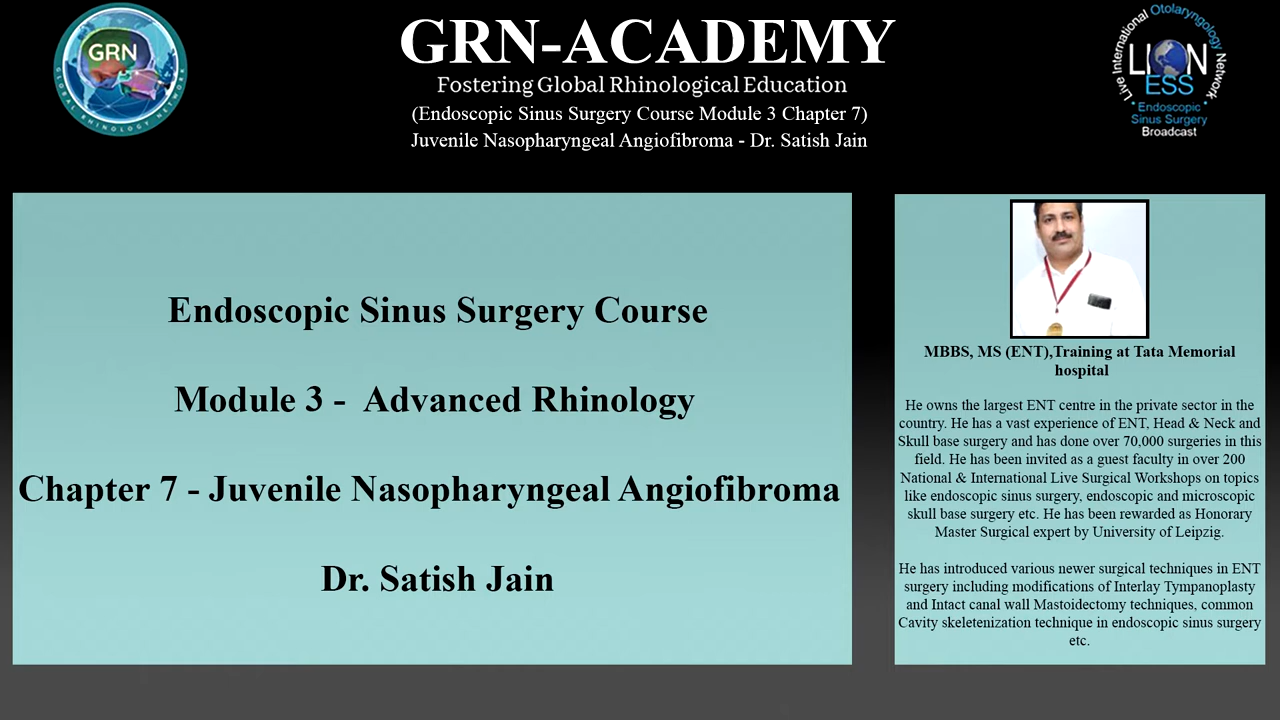 GRN
GLOBAL RHINOLOGY NETWORK
GRN-ACADEMY
Fostering Global Rhinological Education
(Endoscopic Sinus Surgery Course Module 3 Chapter 7)
Juvenile Nasopharyngeal Angiofibroma - Dr. Satish Jain
Live International Otolaryngology Network
LION
ESS
• Endoscopic •
Sinus Surgery
Broadcast
Endoscopic Sinus Surgery Course
Module 3 - Advanced Rhinology
Chapter 7 - Juvenile Nasopharyngeal Angiofibroma
Dr. Satish Jain
MBBS, MS (ENT),Training at Tata Memorial
hospital
He owns the largest ENT centre in the private sector in the
country. He has a vast experience of ENT, Head & Neck and
Skull base surgery and has done over 70,000 surgeries in this
field. He has been invited as a guest faculty in over 200
National & International Live Surgical Workshops on topics
like endoscopic sinus surgery, endoscopic and microscopic
skull base surgery etc. He has been rewarded as Honorary
Master Surgical expert by University of Leipzig.
He has introduced various newer surgical techniques in ENT
surgery including modifications of Interlay Tympanoplasty
and Intact canal wall Mastoidectomy techniques, common
Cavity skeletenization technique in endoscopic sinus surgery
etc.